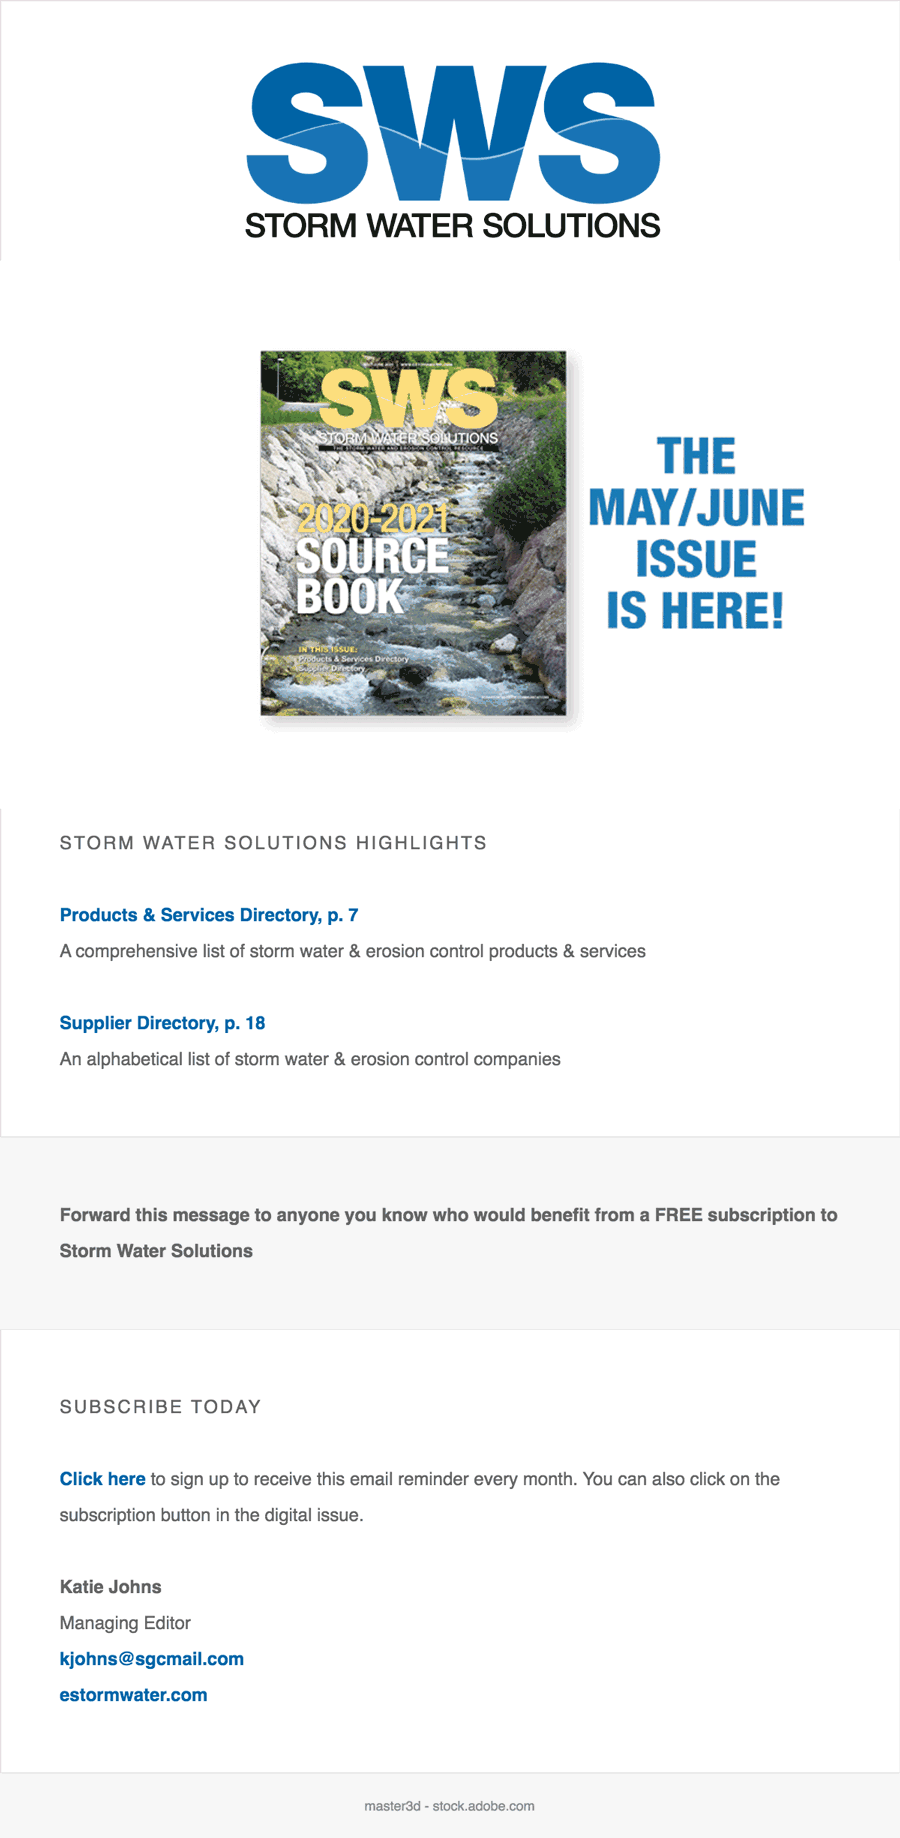 SWS
STORM WATER SOLUTIONS
SWS
STORM WATER SOLUTIONS
THE STORM WATER AND EROSION CONTROL RESOURCE
2020-2021
SOURCE
BOOK
IN THIS ISSUE:
Products & Services Directory
Supplier Directory
THE
MAY/JUNE
ISSUE
IS HERE!
STORM WATER SOLUTIONS HIGHLIGHTS
Products & Services Directory, p. 7
A comprehensive list of storm water & erosion control products & services
Supplier Directory, p. 18
An alphabetical list of storm water & erosion control companies
Forward this message to anyone you know who would benefit from a FREE subscription to
Storm Water Solutions
SUBSCRIBE TODAY
Click here to sign up to receive this email reminder every month. You can also click on the
subscription button in the digital issue.
Katie Johns
Managing Editor
kjohns@sgcmail.com
estormwater.com
master3d - stock.adobe.com